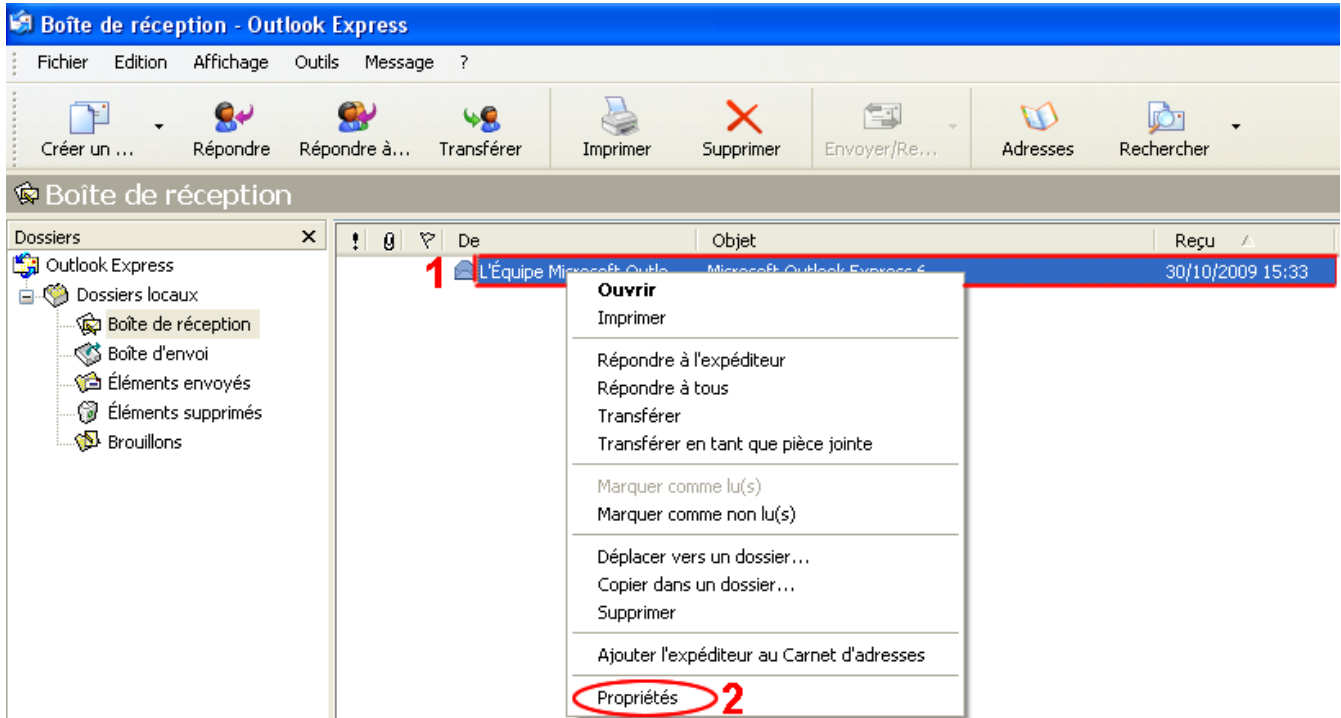 Boîte de réception - Outlook Express
Fichier Edition Affichage Outils Message ?
Créer un ... Répondre Répondre à... Transférer Imprimer Supprimer Envoyer/Re... Adresses Rechercher
Boîte de réception
Dossiers
Outlook Express
Dossiers locaux
Boîte de réception
Boîte d'envoi
Éléments envoyés
Éléments supprimés
Brouillons
! De Objet Reçu
1 L'Équipe Microsoft Outlo... Microsoft Outlook Express 6 30/10/2009 15:33
Ouvrir
Imprimer
Répondre à l'expéditeur
Répondre à tous
Transférer
Transférer en tant que pièce jointe
Marquer comme lu(s)
Marquer comme non lu(s)
Déplacer vers un dossier...
Copier dans un dossier...
Supprimer
Ajouter l'expéditeur au Carnet d'adresses
Propriétés 2